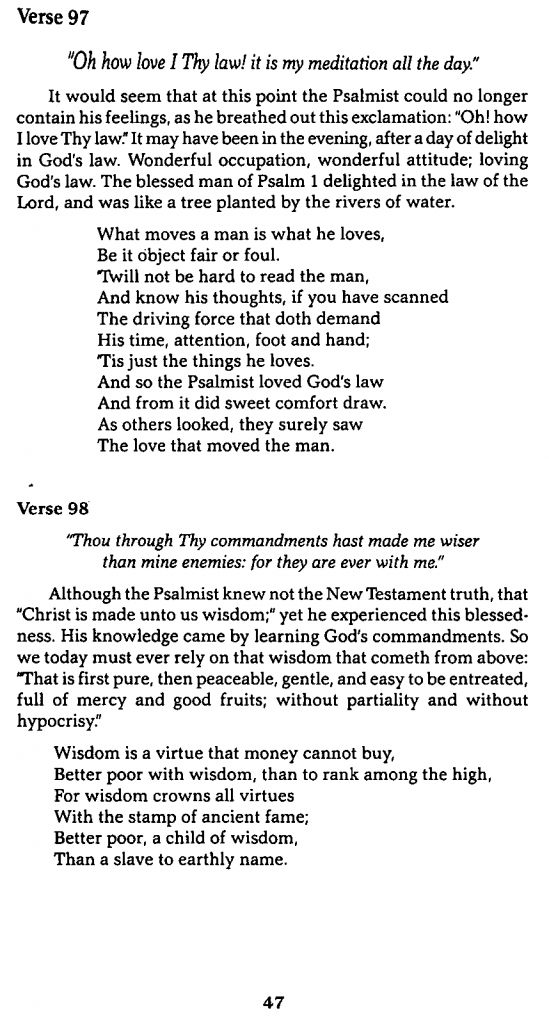 Verse 97
"Oh how love I Thy law! it is my meditation all the day."
It would seem that at this point the Psalmist could no longer
contain his feelings, as he breathed out this exclamation: "Oh! how
I love Thy law." It may have been in the evening, after a day of delight
in God's law. Wonderful occupation, wonderful attitude; loving
God's law. The blessed man of Psalm 1 delighted in the law of the
Lord, and was like a tree planted by the rivers of water.
What moves a man is what he loves,
Be it object fair or foul.
'Twill not be hard to read the man,
And know his thoughts, if you have scanned
The driving force that doth demand
His time, attention, foot and hand;
'Tis just the things he loves.
And so the Psalmist loved God's law
And from it did sweet comfort draw.
As others looked, they surely saw
The love that moved the man.
Verse 98
"Thou through Thy commandments hast made me wiser
than mine enemies: for they are ever with me."
Although the Psalmist knew not the New Testament truth, that
"Christ is made unto us wisdom;" yet he experienced this blessed-
ness. His knowledge came by learning God's commandments. So
we today must ever rely on that wisdom that cometh from above:
"That is first pure, then peaceable, gentle, and easy to be entreated,
full of mercy and good fruits; without partiality and without
hypocrisy."
Wisdom is a virtue that money cannot buy,
Better poor with wisdom, than to rank among the high,
For wisdom crowns all virtues
With the stamp of ancient fame;
Better poor, a child of wisdom,
Than a slave to earthly name.
47